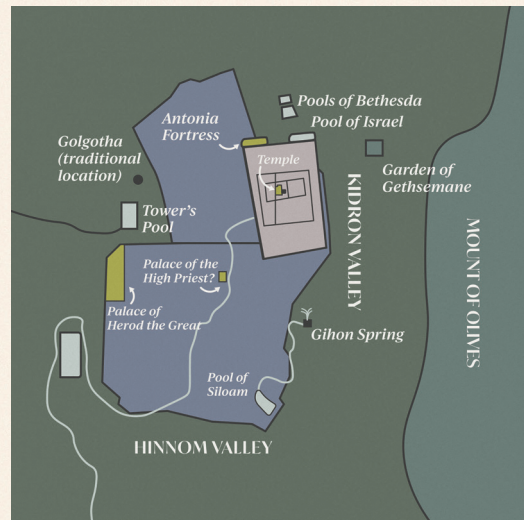 Pools of Bethesda
Antonia
Fortress
Pool of Israel
Golgotha
(traditional
location)
Temple
Garden of
Gethsemane
KIDRON VALLEY
Tower's
Pool
MOUNT OF OLIVES
Palace of the
High Priest?
Palace of
Herod the Great
Gihon Spring
Pool of
Siloam
HINNOM VALLEY